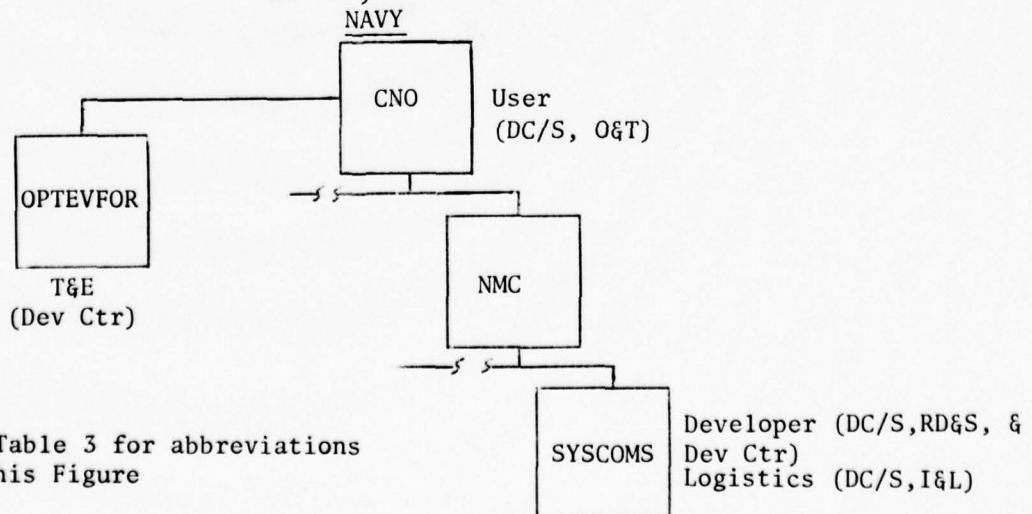 NAVY
CNO
User
(DC/S, O&T)
OPTEVFOR
T&E
(Dev Ctr)
NMC
Table 3 for abbreviations
his Figure
SYSCOMS
Developer (DC/S,RD&S, &
Dev Ctr)
Logistics (DC/S,I&L)